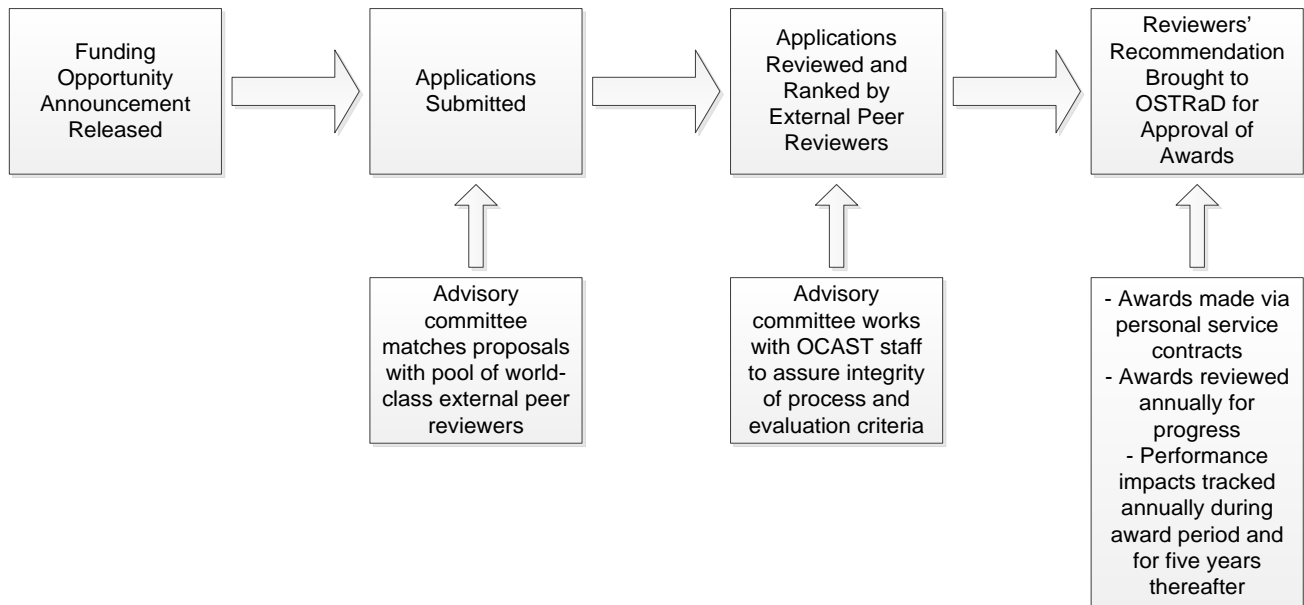 Funding
Opportunity
Announcement
Released
Applications
Submitted
Applications
Reviewed and
Ranked by
External Peer
Reviewers
Reviewers'
Recommendation
Brought to
OSTRaD for
Approval of
Awards
Advisory
committee
matches proposals
with pool of world-
class external peer
reviewers
Advisory
committee works
with OCAST staff
to assure integrity
of process and
evaluation criteria
- Awards made via
personal service
contracts
- Awards reviewed
annually for
progress
- Performance
impacts tracked
annually during
award period and
for five years
thereafter